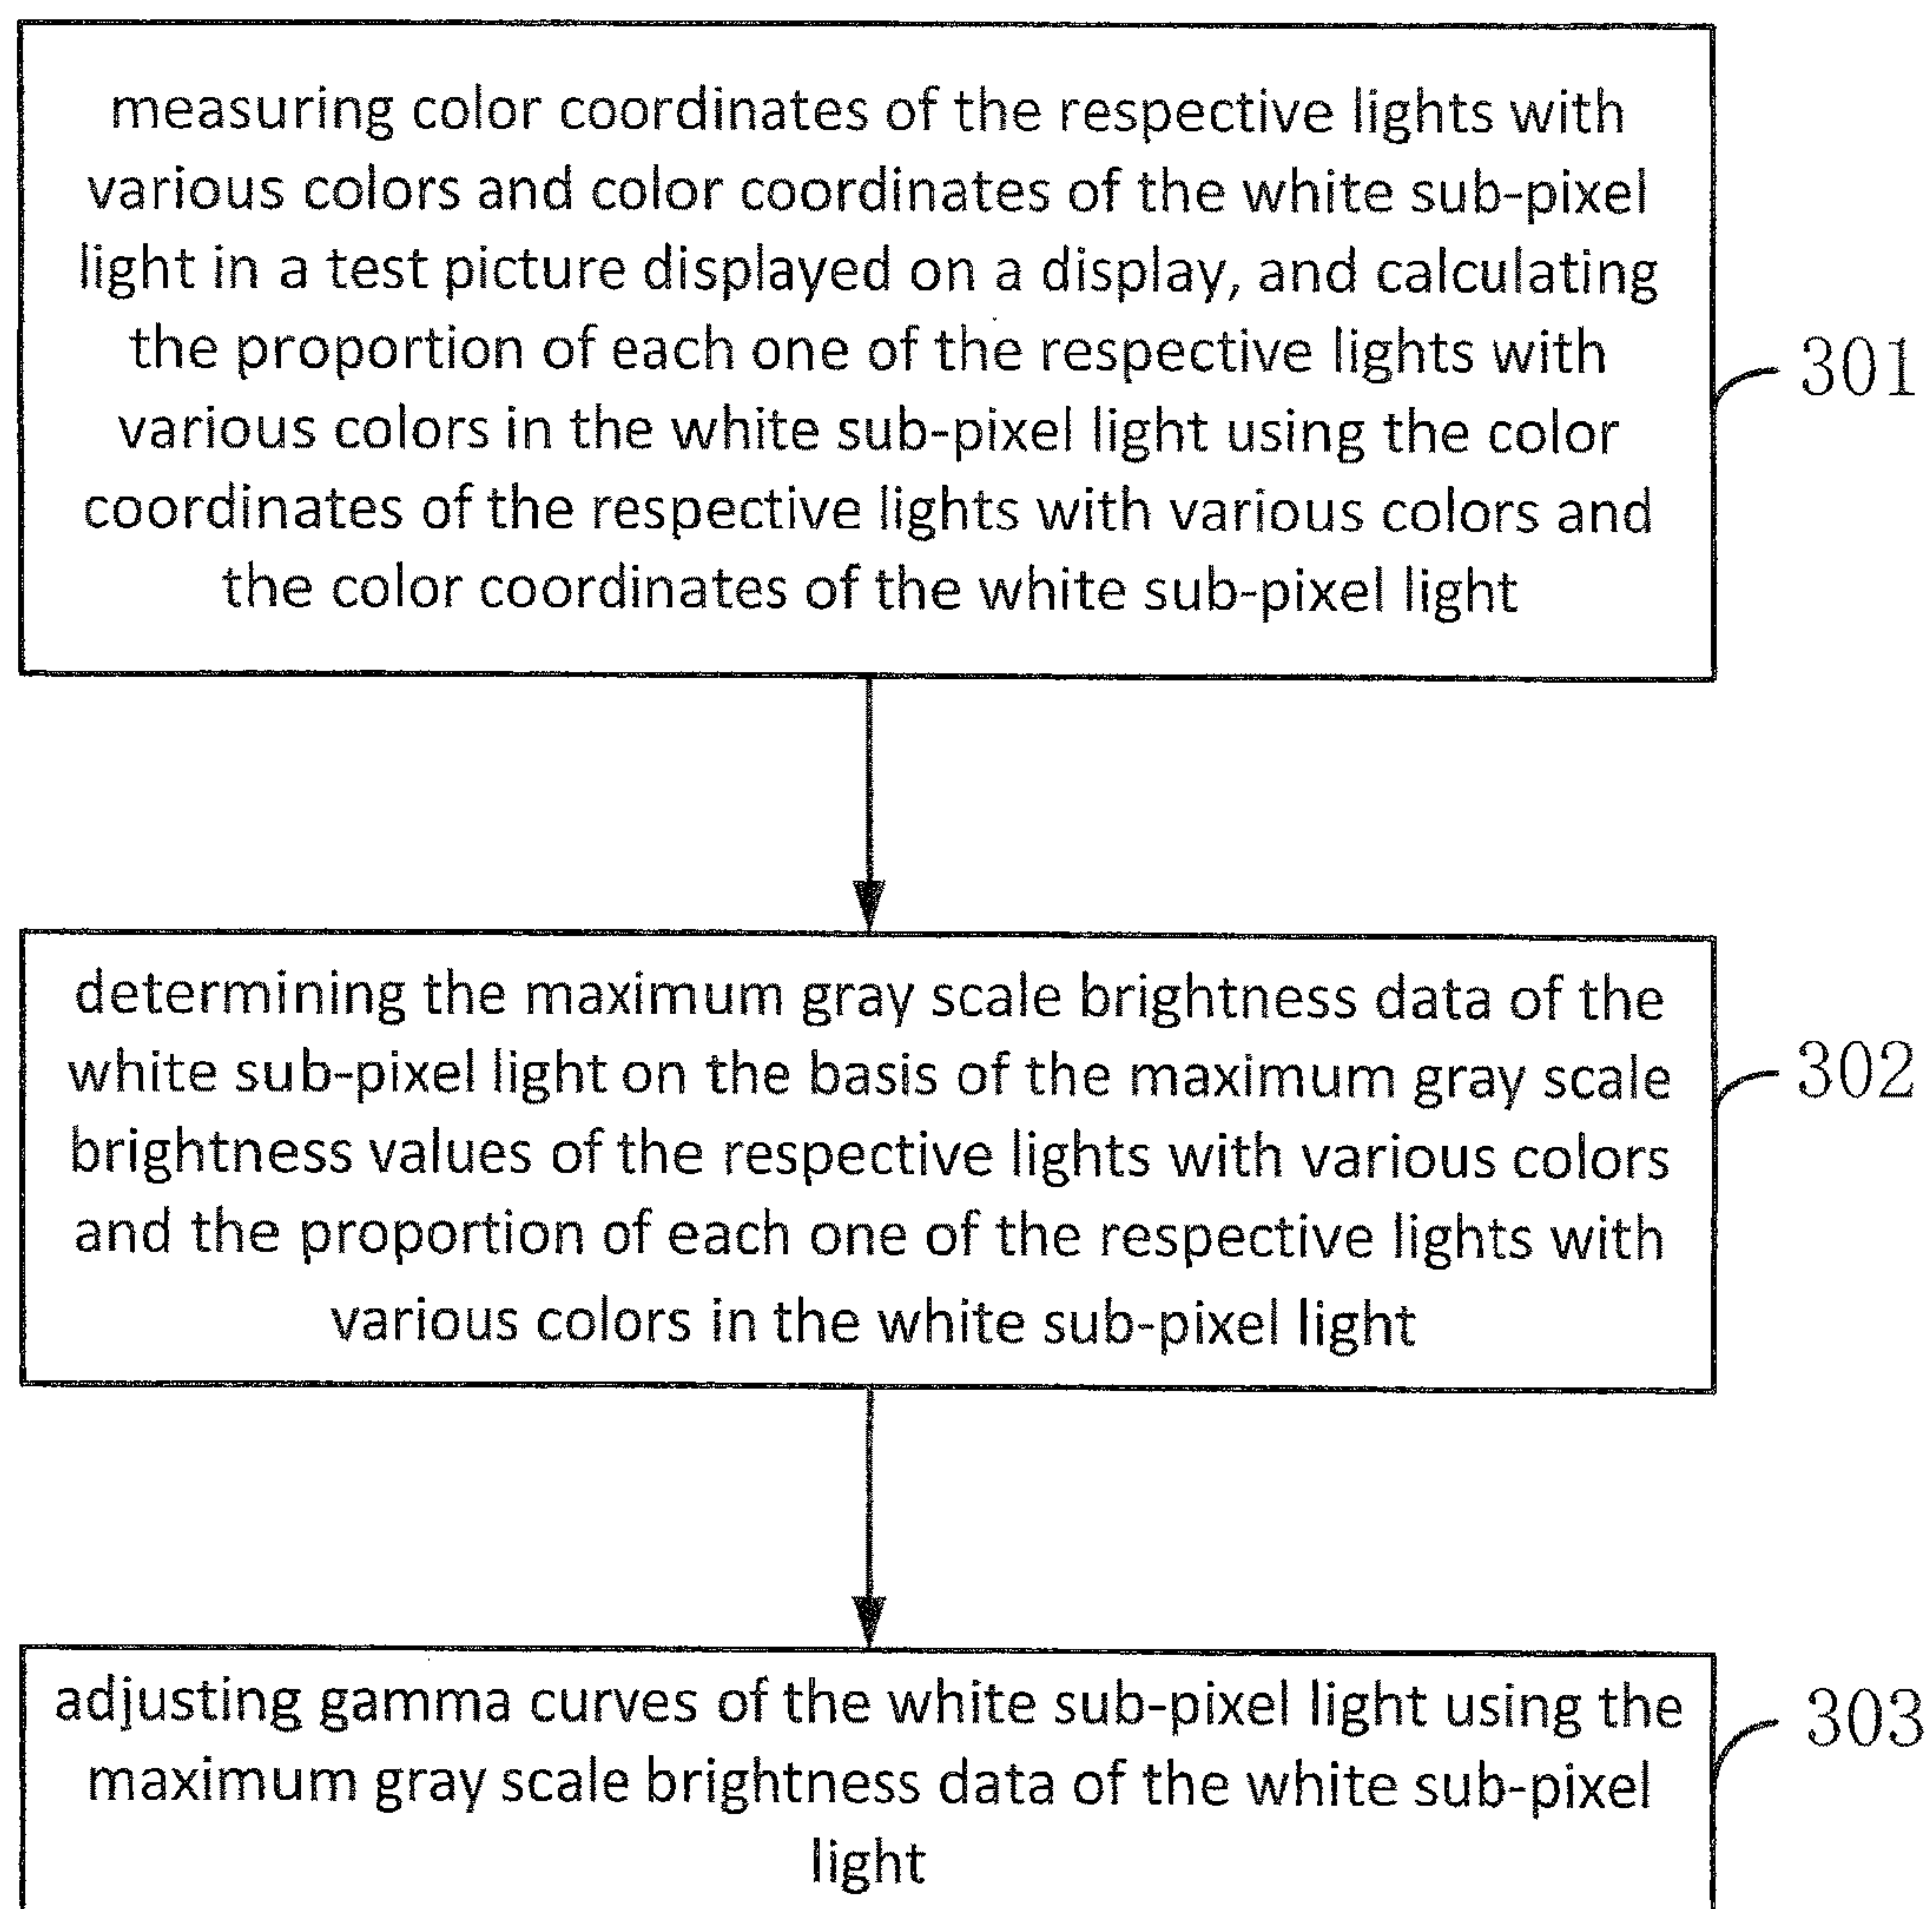 measuring color coordinates of the respective lights with
various colors and color coordinates of the white sub-pixel
light in a test picture displayed on a display, and calculating
the proportion of each one of the respective lights with
various colors in the white sub-pixel light using the color
coordinates of the respective lights with various colors and
the color coordinates of the white sub-pixel light
301
determining the maximum gray scale brightness data of the
white sub-pixel light on the basis of the maximum gray scale
brightness values of the respective lights with various colors
and the proportion of each one of the respective lights with
various colors in the white sub-pixel light
302
adjusting gamma curves of the white sub-pixel light using the
maximum gray scale brightness data of the white sub-pixel
light
303